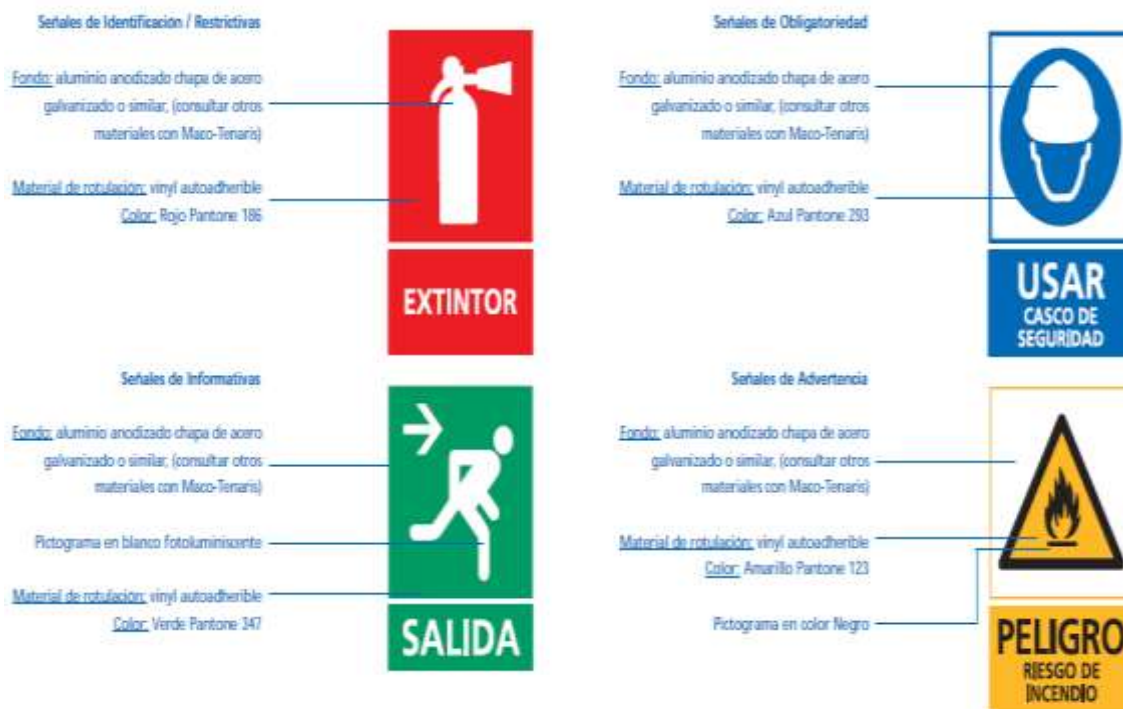 Señales de Identificación / Restrictivas
Fondo: aluminio anodizado chapa de acero
galvanizado o similar, (consultar otros
materiales con Maco-Tenaris)
Material de rotulación: vinyl autoadherible
Color: Rojo Pantone 186
EXTINTOR
Señales de Obligatoriedad
Fondo: aluminio anodizado chapa de acero
galvanizado o similar, (consultar otros
materiales con Maco-Tenaris)
Material de rotulación: vinyl autoadherible
Color: Azul Pantone 293
USAR
CASCO DE
SEGURIDAD
Señales de Informativas
Fondo: aluminio anodizado chapa de acero
galvanizado o similar, (consultar otros
materiales con Maco-Tenaris)
Pictograma en blanco fotoluminiscente
Material de rotulación: vinyl autoadherible
Color: Verde Pantone 347
SALIDA
Señales de Advertencia
Fondo: aluminio anodizado chapa de acero
galvanizado o similar, (consultar otros
materiales con Maco-Tenaris)
Material de rotulación: vinyl autoadherible
Color: Amarillo Pantone 123
Pictograma en color Negro
PELIGRO
RIESGO DE
INCENDIO